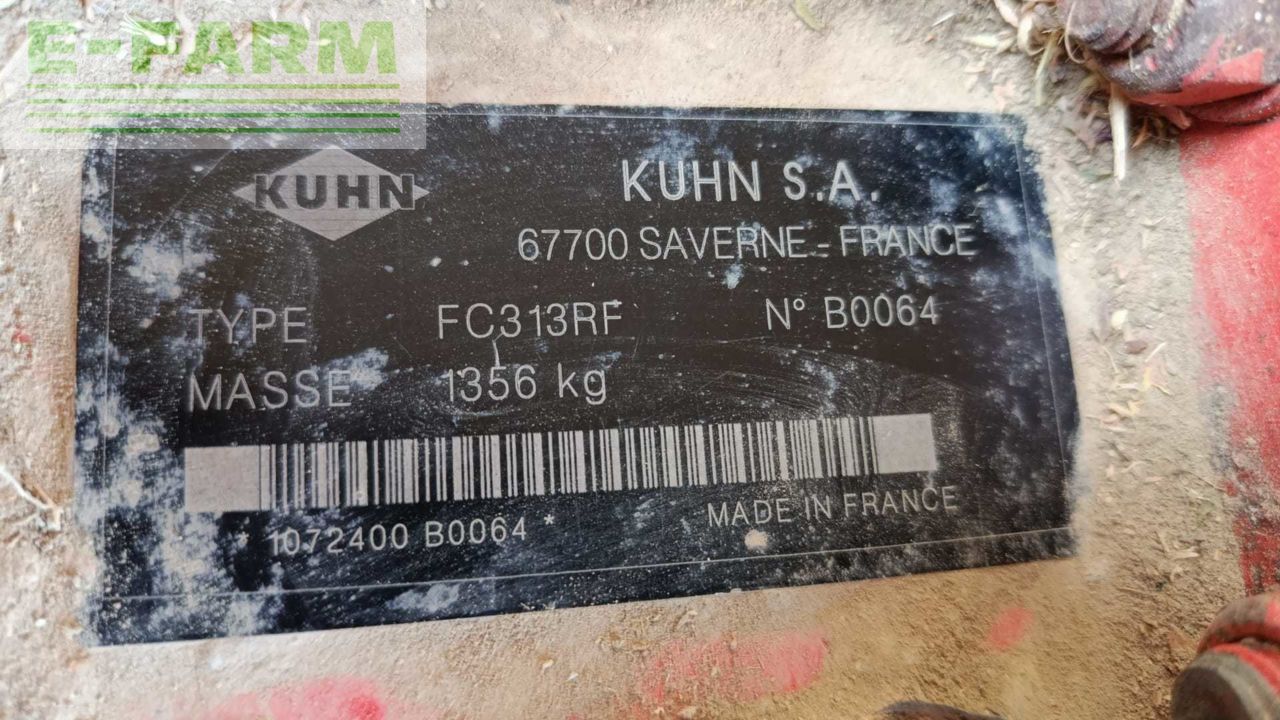 E-FARM
KUHN
KUHN S.A.
67700 SAVERNE - FRANCE
TYPE FC313RF N° B0064
MASSE 1356 kg
* 1072400 B0064 *
MADE IN FRANCE